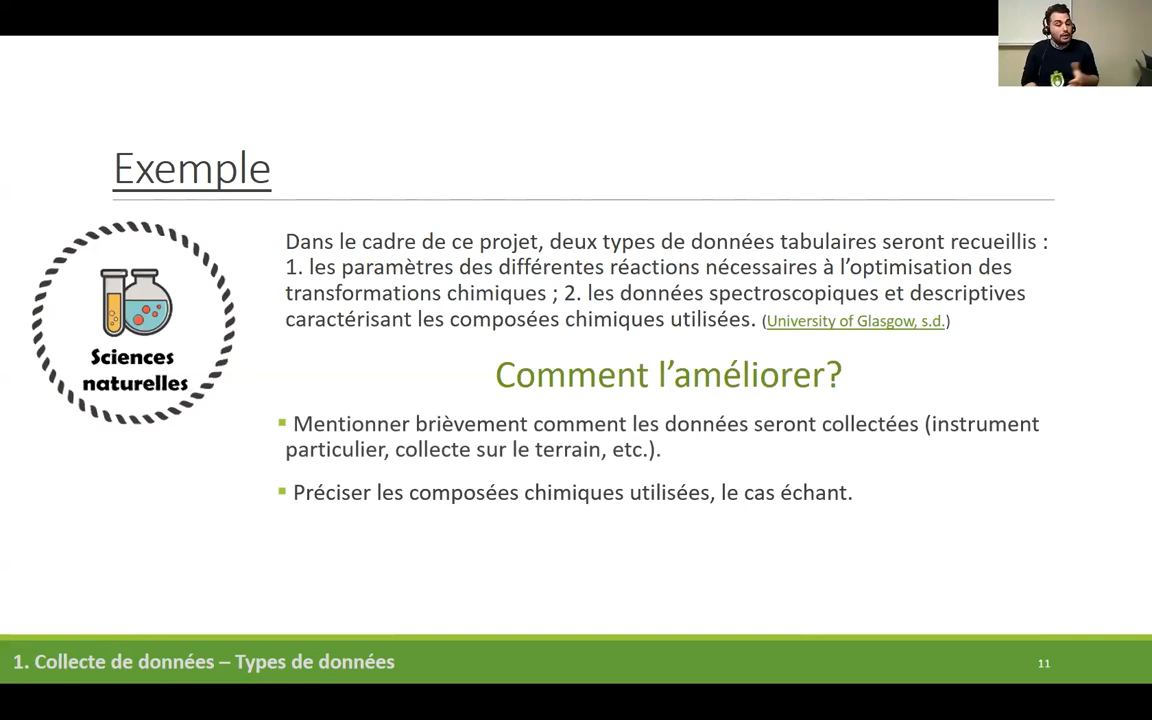 Exemple
Dans le cadre de ce projet, deux types de données tabulaires seront recueillis :
1. les paramètres des différentes réactions nécessaires à l’optimisation des
transformations chimiques ; 2. les données spectroscopiques et descriptives
caractérisant les composées chimiques utilisées. (University of Glasgow, s.d.)
Sciences
naturelles
Comment l’améliorer?
▪ Mentionner brièvement comment les données seront collectées (instrument
particulier, collecte sur le terrain, etc.).
▪ Préciser les composées chimiques utilisées, le cas échant.
1. Collecte de données – Types de données
11